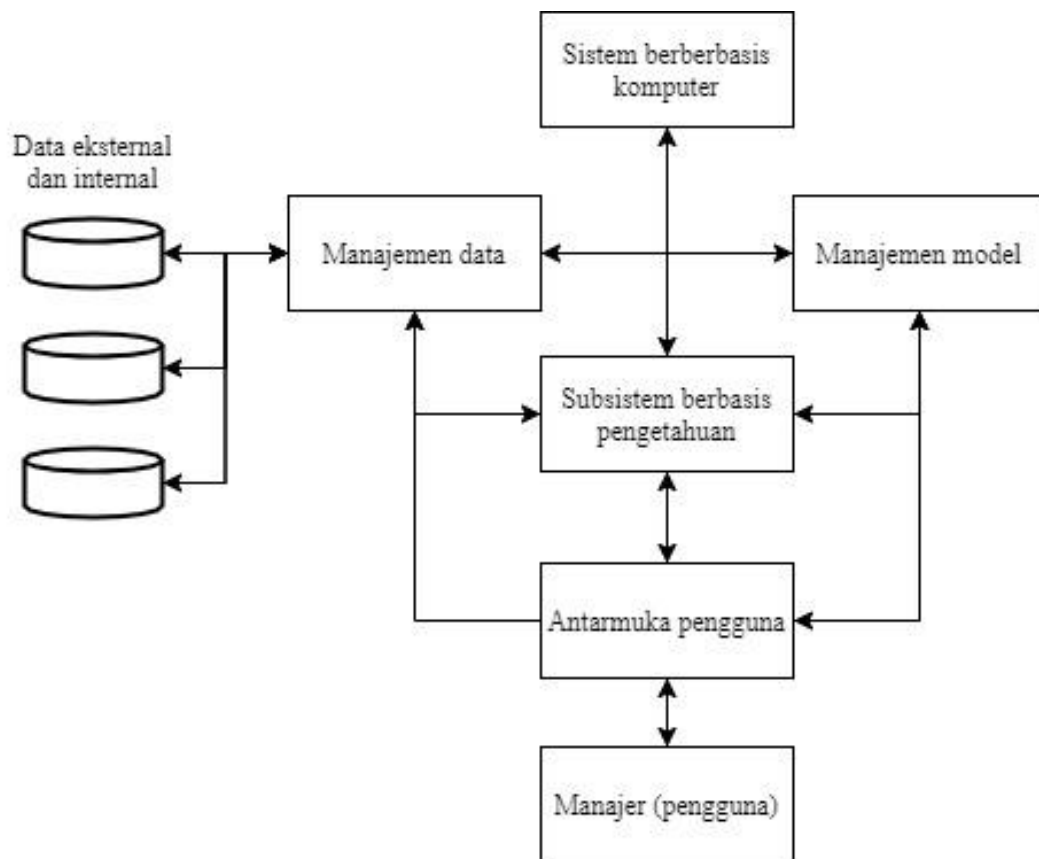 Sistem berberbasis
komputer
Data eksternal
dan internal
Manajemen data
Manajemen model
Subsistem berbasis
pengetahuan
Antarmuka pengguna
Manajer (pengguna)